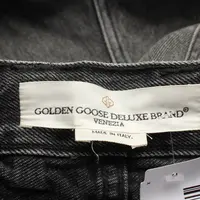 GOLDEN GOOSE DELUXE BRAND®
VENEZIA
MADE IN ITALY